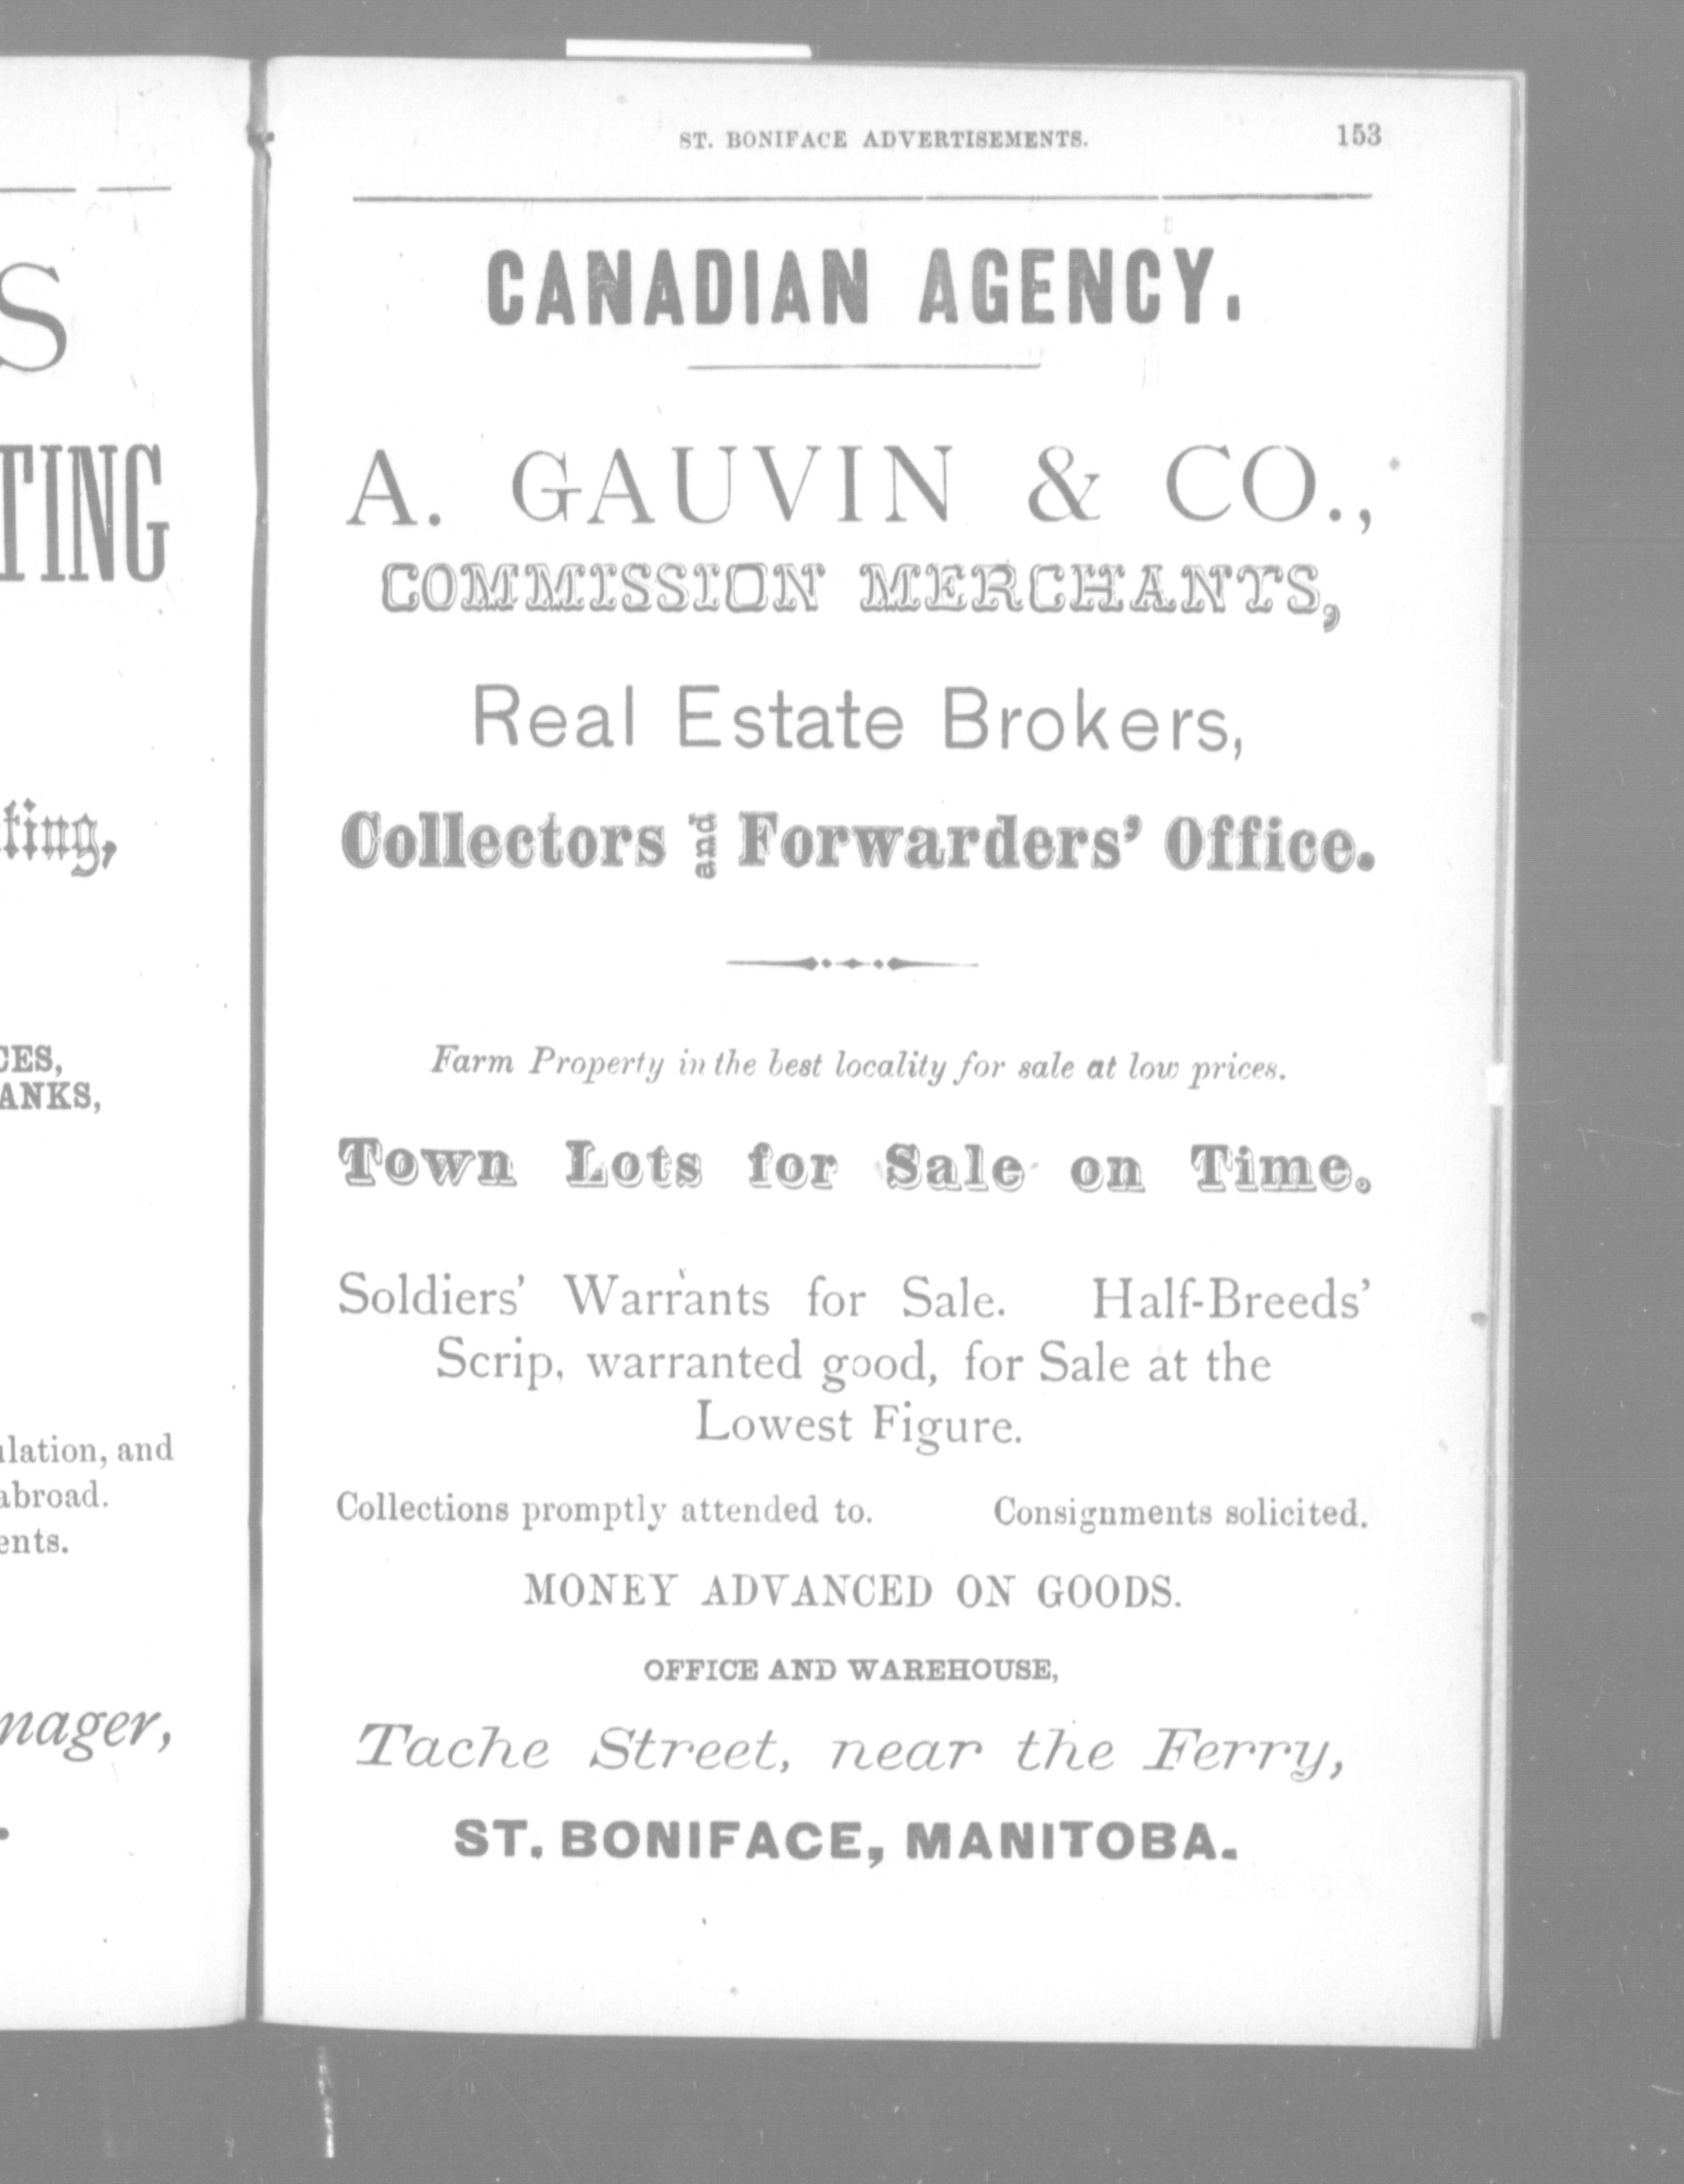 S
TING
ting,
CES,
ANKS,
ulation, and
abroad.
ents.
nager,
ST. BONIFACE ADVERTISEMENTS. 153
CANADIAN AGENCY.
A. GAUVIN & CO.,
COMMISSION MERCHANTS,
Real Estate Brokers,
Collectors and Forwarders' Office.
Farm Property in the best locality for sale at low prices.
Town Lots for Sale on Time.
Soldiers' Warrants for Sale. Half-Breeds'
Scrip, warranted good, for Sale at the
Lowest Figure.
Collections promptly attended to. Consignments solicited.
MONEY ADVANCED ON GOODS.
OFFICE AND WAREHOUSE,
Tache Street, near the Ferry,
ST. BONIFACE, MANITOBA.